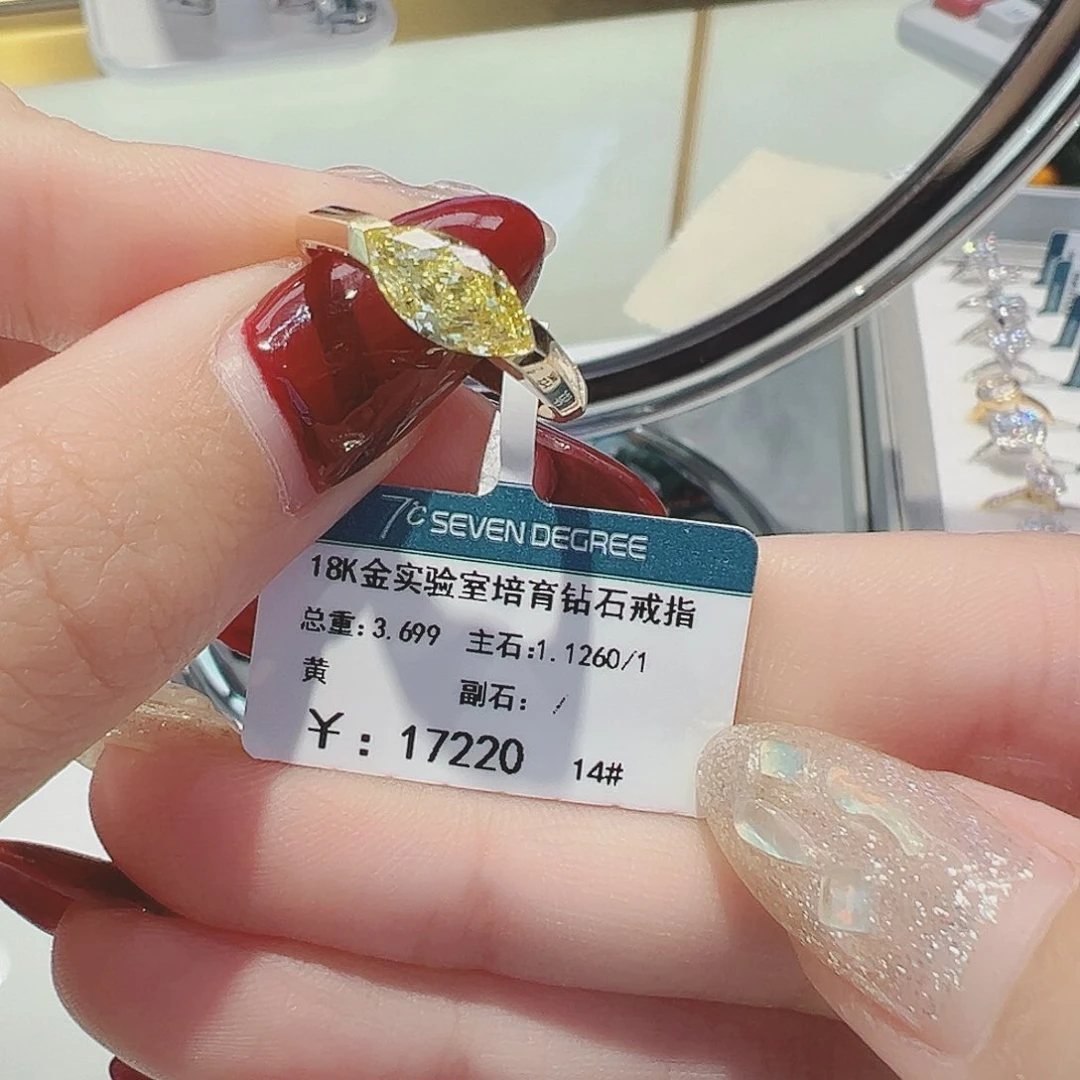 7℃ SEVEN DEGREE
18K金实验室培育钻石戒指
总重:3.699 主石:1.1260/1
黄 副石: /
¥: 17220 14#